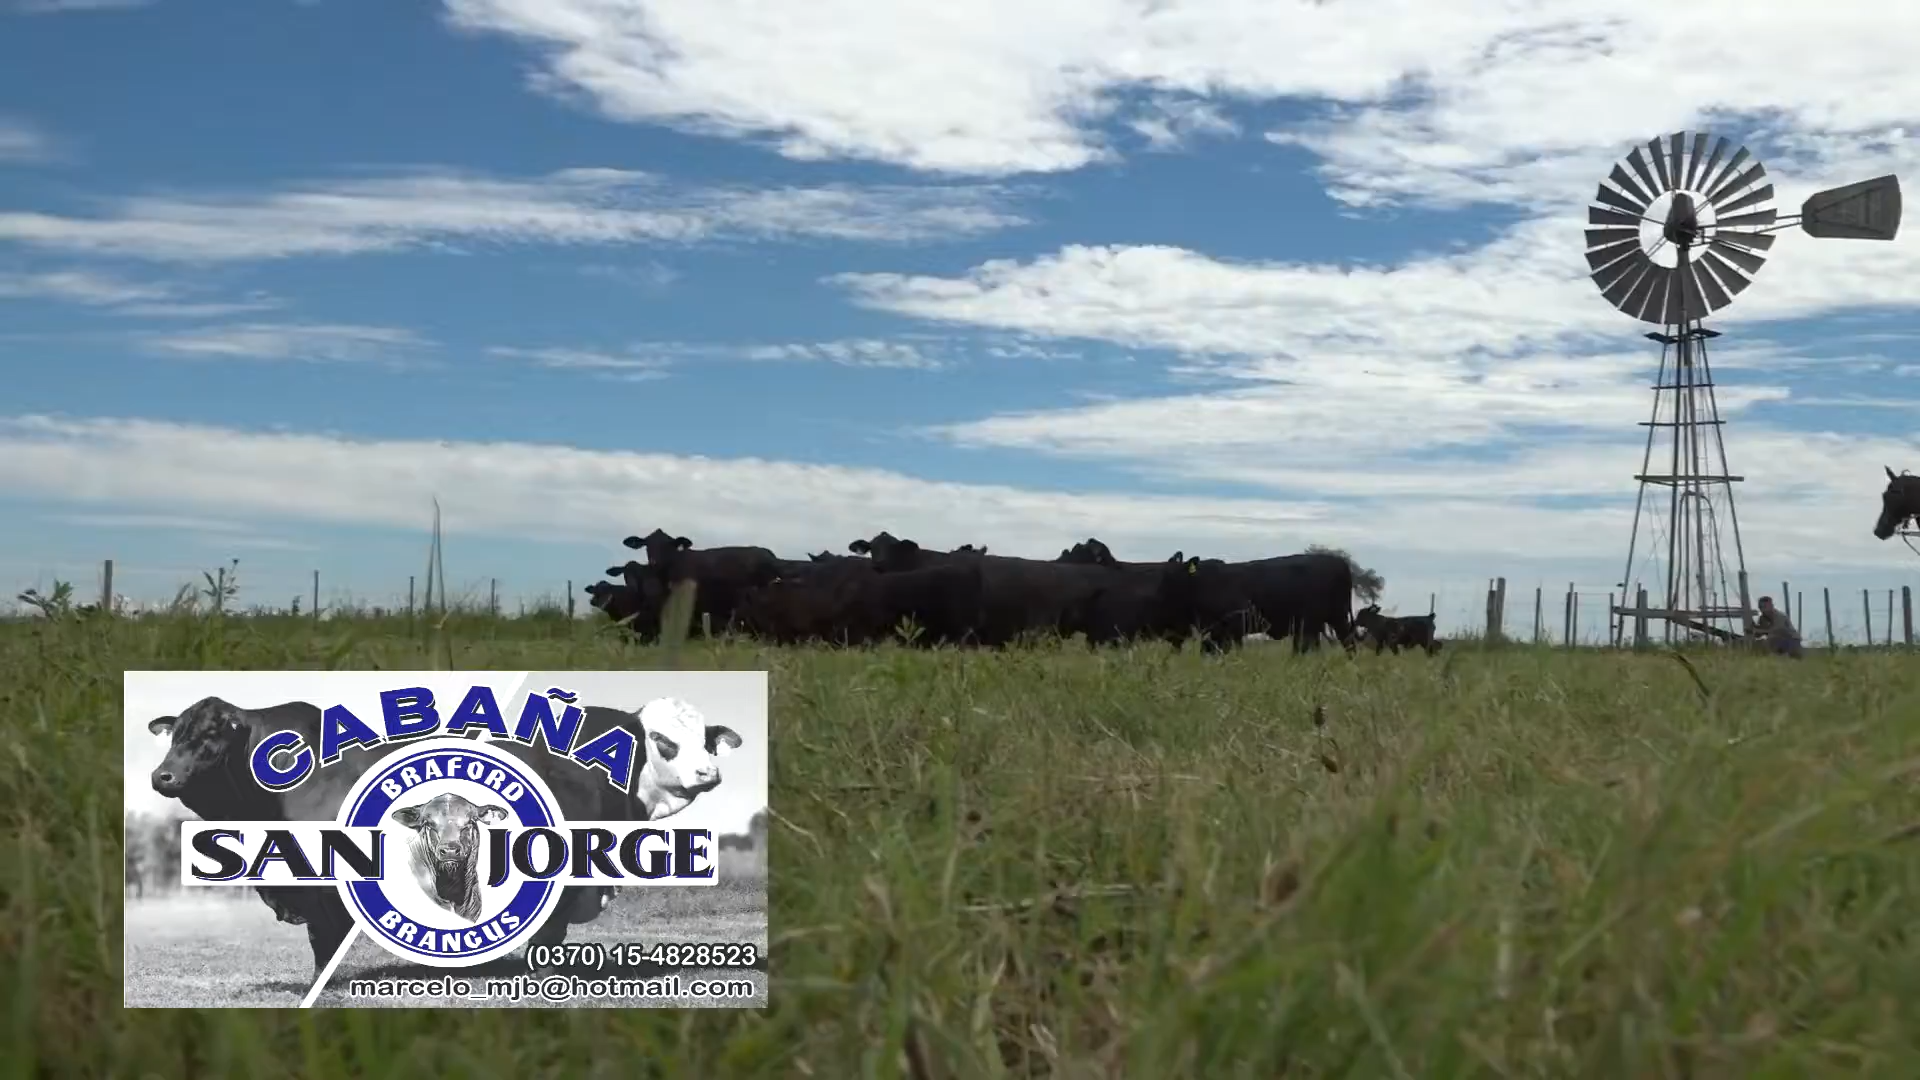 CABAÑA
BRAFORD
SAN JORGE
BRANGUS
(0370) 15-4828523
marcelo_mjb@hotmail.com